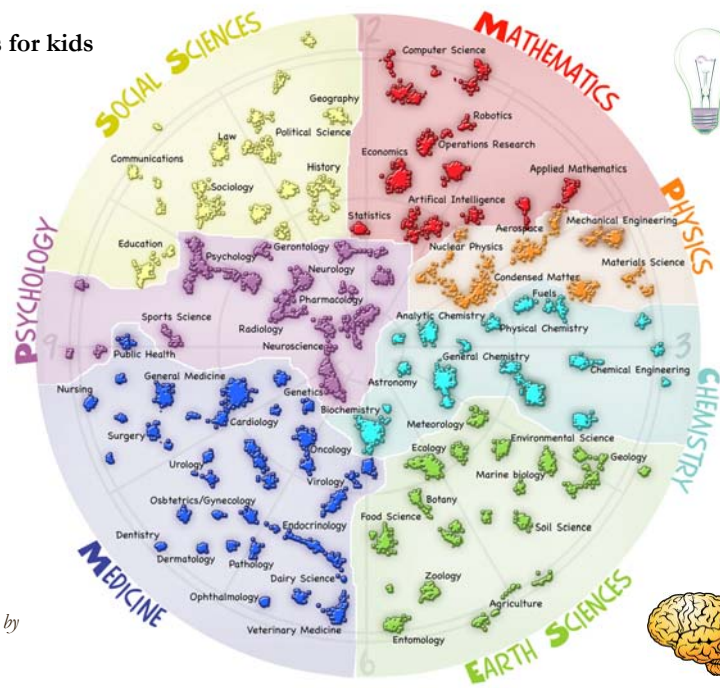 s for kids
SOCIAL SCIENCES
MATHEMATICS
PHYSICS
CHEMISTRY
EARTH SCIENCES
MEDICINE
PSYCHOLOGY
12
3
6
9
Computer Science
Geography
Robotics
Law
Political Science
Operations Research
Communications
Economics
History
Applied Mathematics
Sociology
Artifical Intelligence
Statistics
Aerospace
Mechanical Engineering
Education
Psychology
Gerontology
Nuclear Physics
Neurology
Materials Science
Condensed Matter
Fuels
Pharmacology
Sports Science
Analytic Chemistry
Radiology
Physical Chemistry
Neuroscience
Public Health
General Chemistry
Chemical Engineering
General Medicine
Astronomy
Nursing
Genetics
Biochemistry
Cardiology
Meteorology
Surgery
Environmental Science
Oncology
Ecology
Geology
Urology
Marine biology
Virology
Botany
Osbtetrics/Gynecology
Food Science
Endocrinology
Soil Science
Dentistry
Dermatology
Pathology
Dairy Science
Zoology
Ophthalmology
Agriculture
Veterinary Medicine
Entomology
by